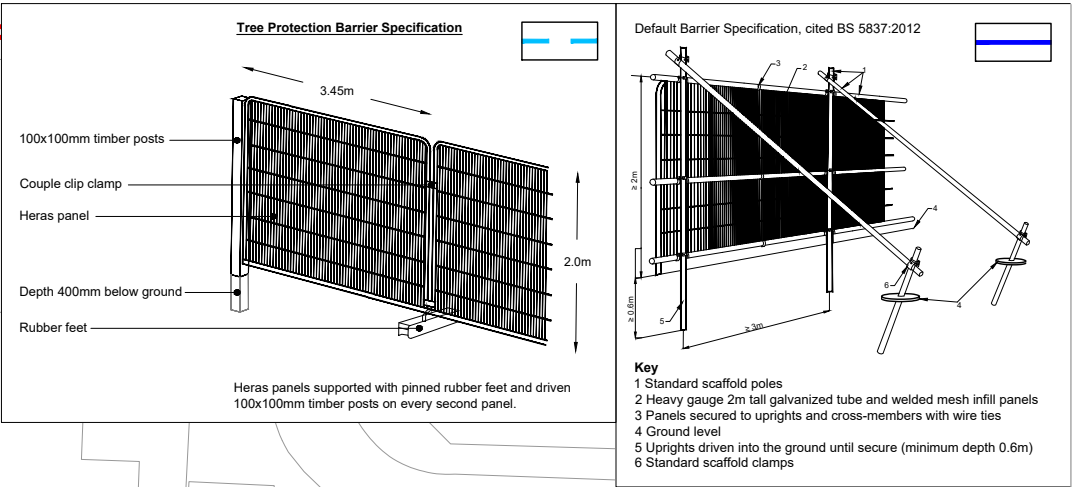 Tree Protection Barrier Specification
3.45m
100x100mm timber posts
Couple clip clamp
Heras panel
2.0m
Depth 400mm below ground
Rubber feet
Heras panels supported with pinned rubber feet and driven
100x100mm timber posts on every second panel.
Default Barrier Specification, cited BS 5837:2012
3
2
1
≥ 2m
4
6
4
≥ 0.6m
5
≥ 3m
Key
1 Standard scaffold poles
2 Heavy gauge 2m tall galvanized tube and welded mesh infill panels
3 Panels secured to uprights and cross-members with wire ties
4 Ground level
5 Uprights driven into the ground until secure (minimum depth 0.6m)
6 Standard scaffold clamps